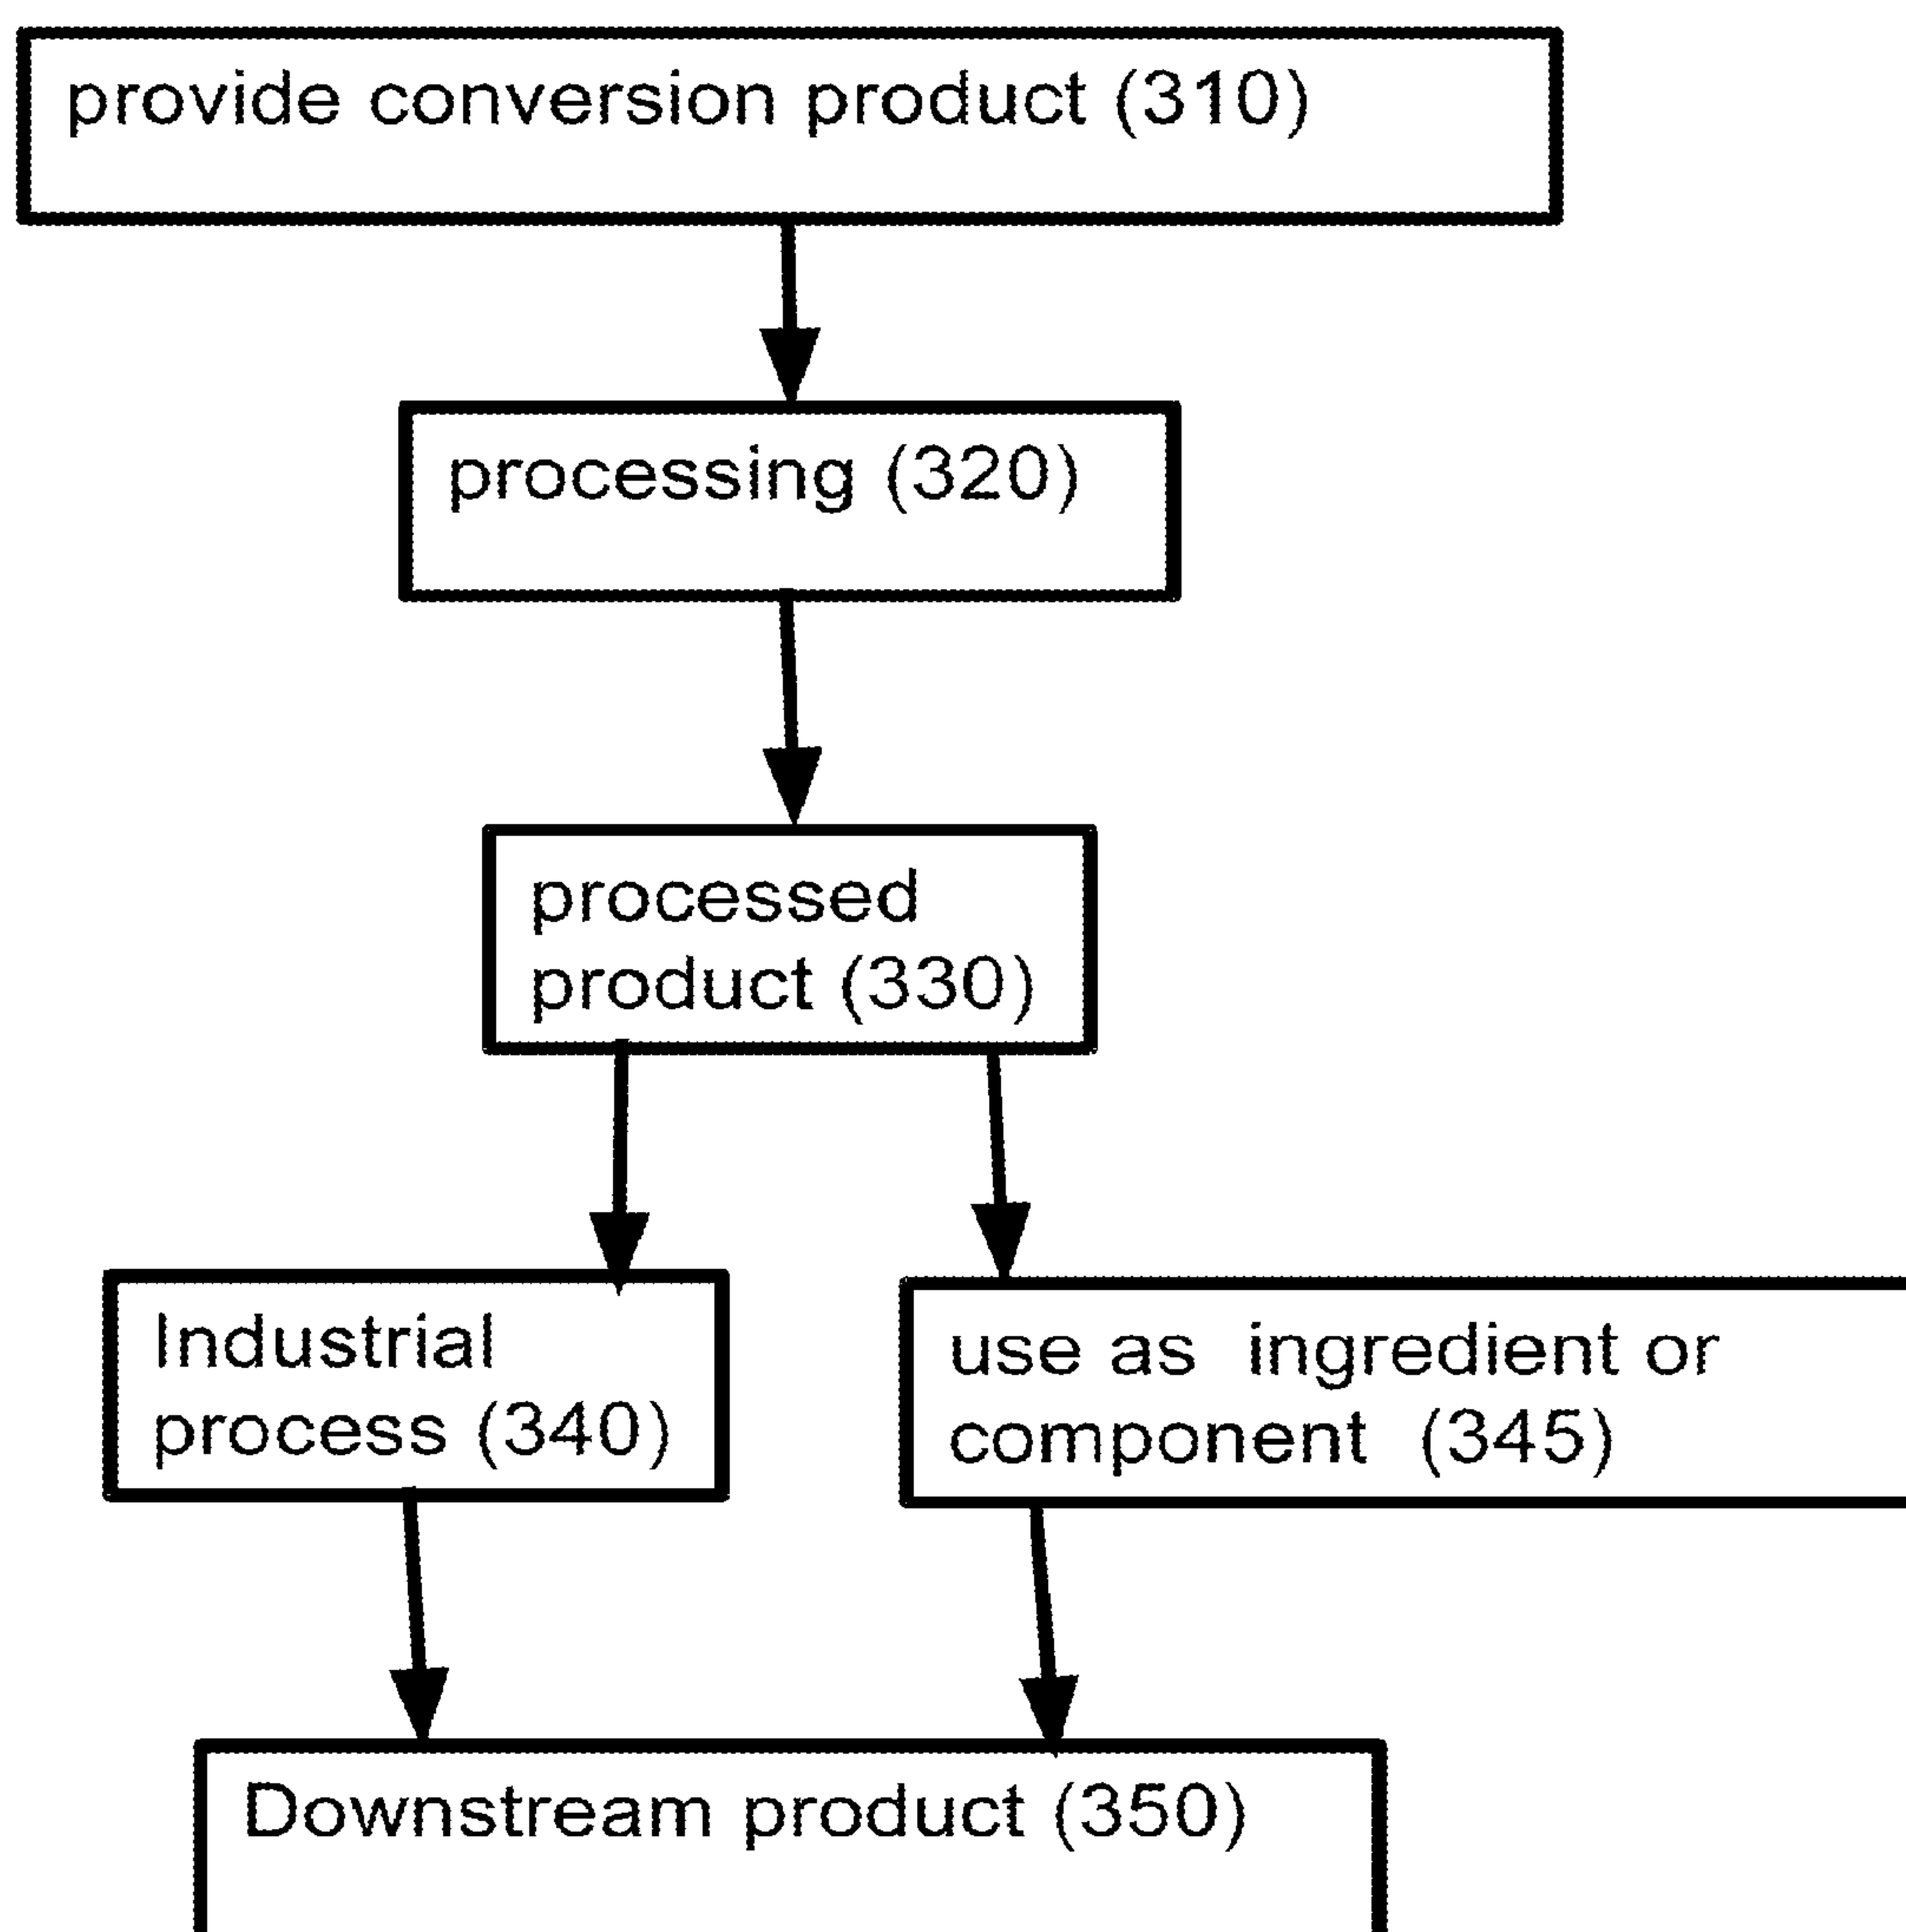 provide conversion product (310)
processing (320)
processed
product (330)
Industrial
process (340)
use as  ingredient or
component  (345)
Downstream product (350)